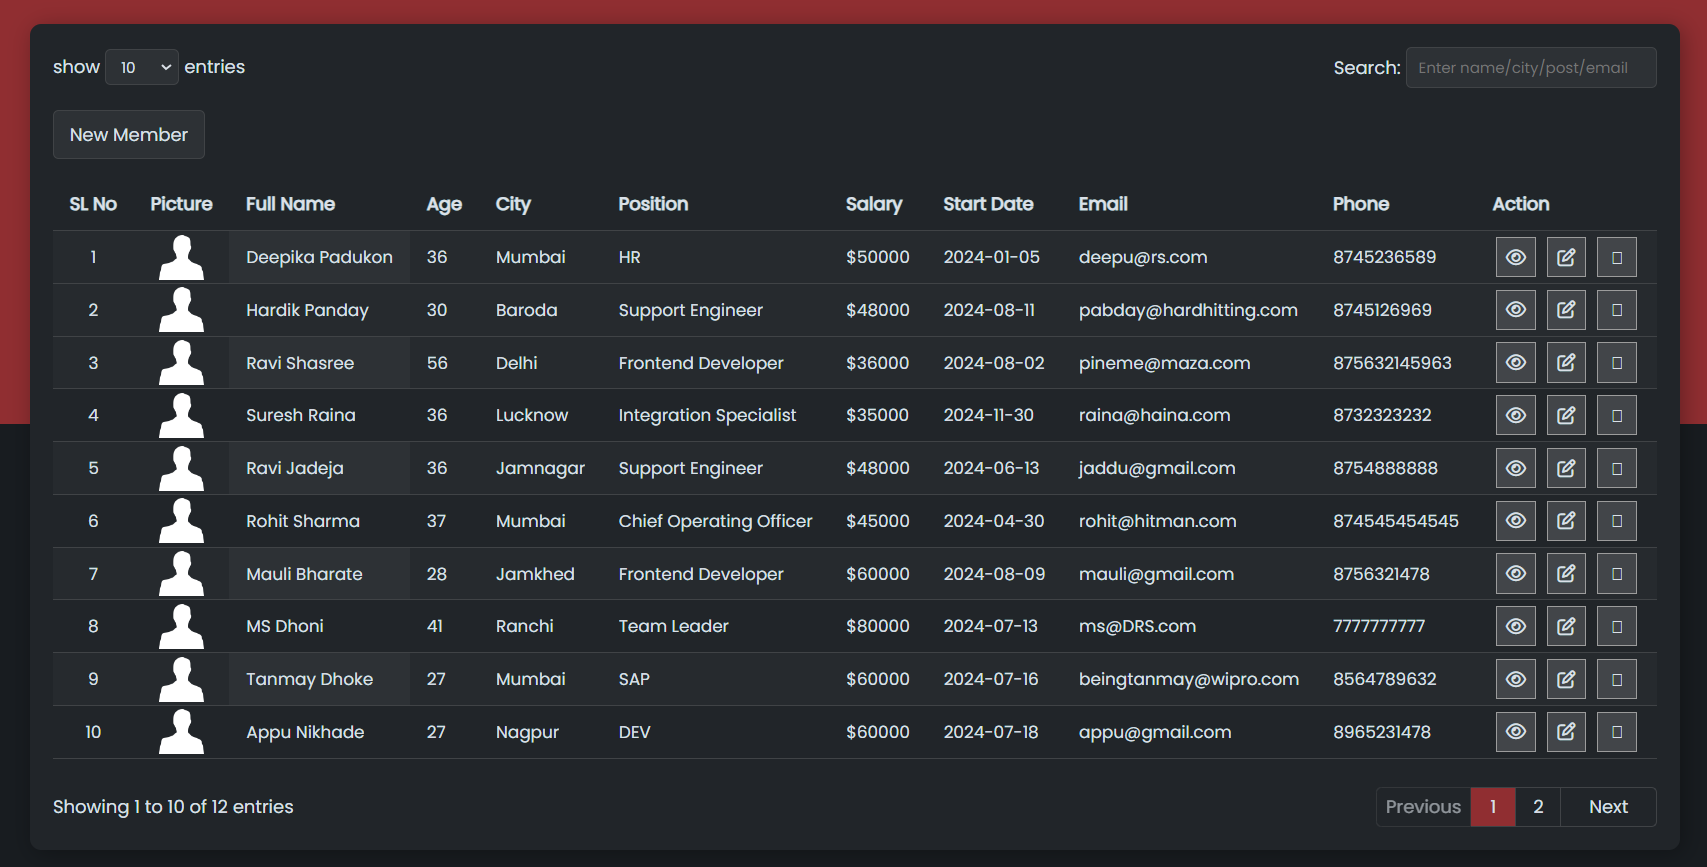 show 10 entries Search: Enter name/city/post/email
New Member
SL No Picture Full Name Age City Position Salary Start Date Email Phone Action
1 Deepika Padukon 36 Mumbai HR $50000 2024-01-05 deepu@rs.com 8745236589
2 Hardik Panday 30 Baroda Support Engineer $48000 2024-08-11 pabday@hardhitting.com 8745126969
3 Ravi Shasree 56 Delhi Frontend Developer $36000 2024-08-02 pineme@maza.com 875632145963
4 Suresh Raina 36 Lucknow Integration Specialist $35000 2024-11-30 raina@haina.com 8732323232
5 Ravi Jadeja 36 Jamnagar Support Engineer $48000 2024-06-13 jaddu@gmail.com 8754888888
6 Rohit Sharma 37 Mumbai Chief Operating Officer $45000 2024-04-30 rohit@hitman.com 874545454545
7 Mauli Bharate 28 Jamkhed Frontend Developer $60000 2024-08-09 mauli@gmail.com 8756321478
8 MS Dhoni 41 Ranchi Team Leader $80000 2024-07-13 ms@DRS.com 7777777777
9 Tanmay Dhoke 27 Mumbai SAP $60000 2024-07-16 beingtanmay@wipro.com 8564789632
10 Appu Nikhade 27 Nagpur DEV $60000 2024-07-18 appu@gmail.com 8965231478
Showing 1 to 10 of 12 entries Previous 1 2 Next